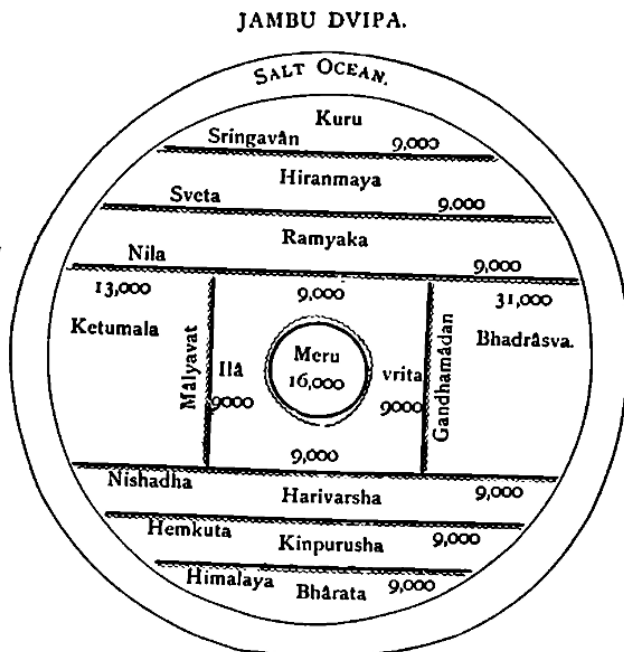 JAMBU DVIPA.
SALT OCEAN.
Kuru
Sringavân 9,000
Hiranmaya
Sveta 9,000
Ramyaka
Nila 9,000
13,000 9,000 31,000
Ketumala Mâlyavat Ilâ 9000 Meru 16,000 vrita 9000 Gandhamâdan Bhadrâsva.
9,000
Nishadha Harivarsha 9,000
Hemkuta Kinpurusha 9,000
Himalaya Bhârata 9,000